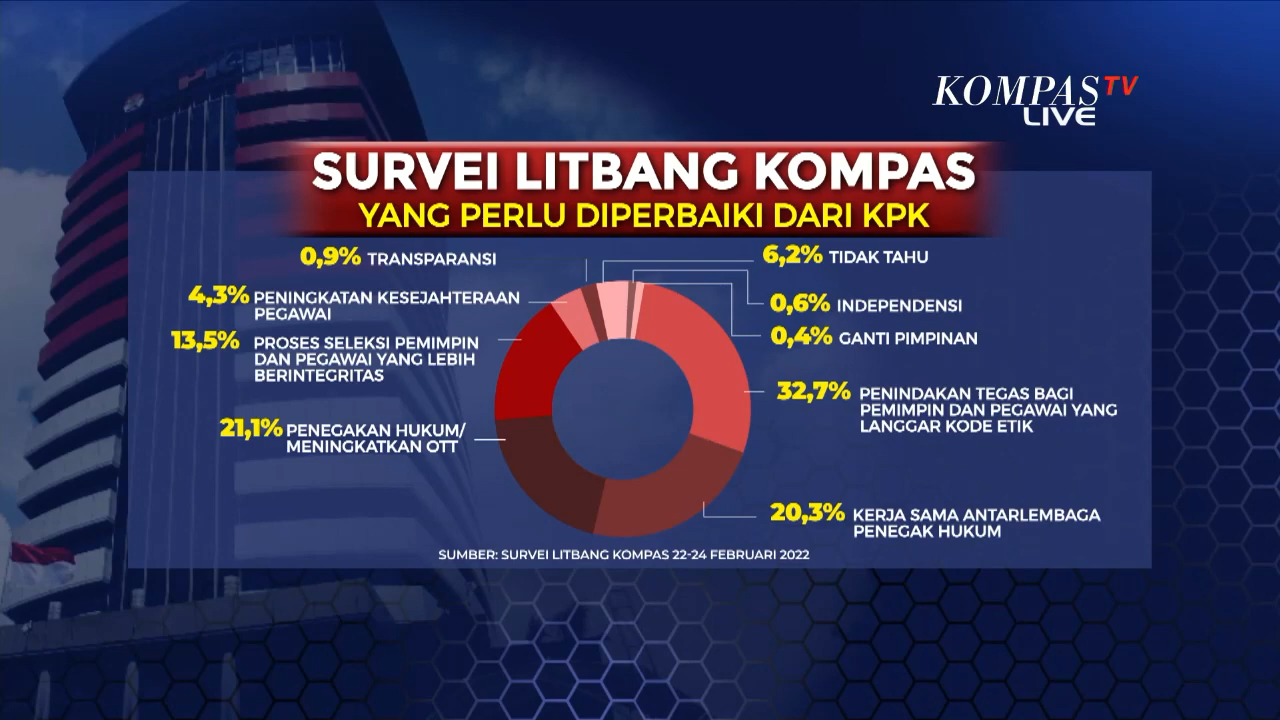 KOMPAS TV
LIVE
SURVEI LITBANG KOMPAS
YANG PERLU DIPERBAIKI DARI KPK
0,9% TRANSPARANSI
4,3% PENINGKATAN KESEJAHTERAAN
PEGAWAI
13,5% PROSES SELEKSI PEMIMPIN
DAN PEGAWAI YANG LEBIH
BERINTEGRITAS
21,1% PENEGAKAN HUKUM/
MENINGKATKAN OTT
6,2% TIDAK TAHU
0,6% INDEPENDENSI
0,4% GANTI PIMPINAN
32,7% PENINDAKAN TEGAS BAGI
PEMIMPIN DAN PEGAWAI YANG
LANGGAR KODE ETIK
20,3% KERJA SAMA ANTARLEMBAGA
PENEGAK HUKUM
SUMBER: SURVEI LITBANG KOMPAS 22-24 FEBRUARI 2022